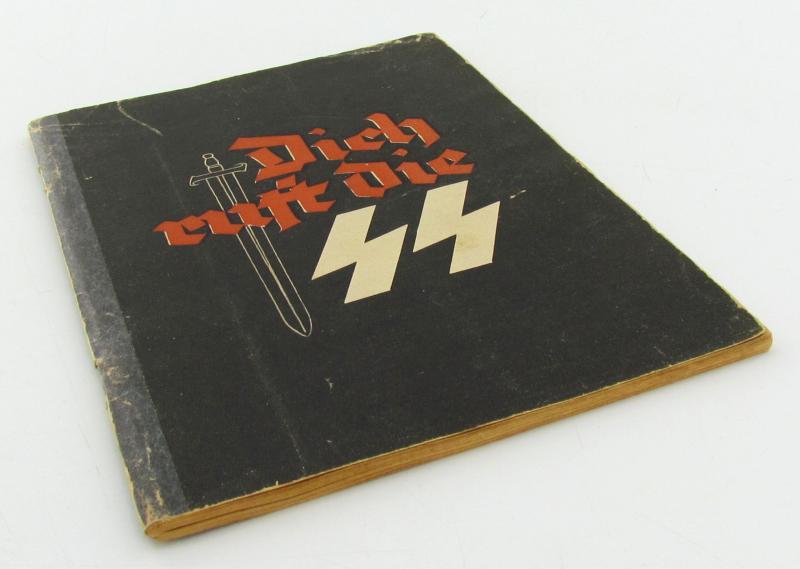 Dich
ruft die
SS